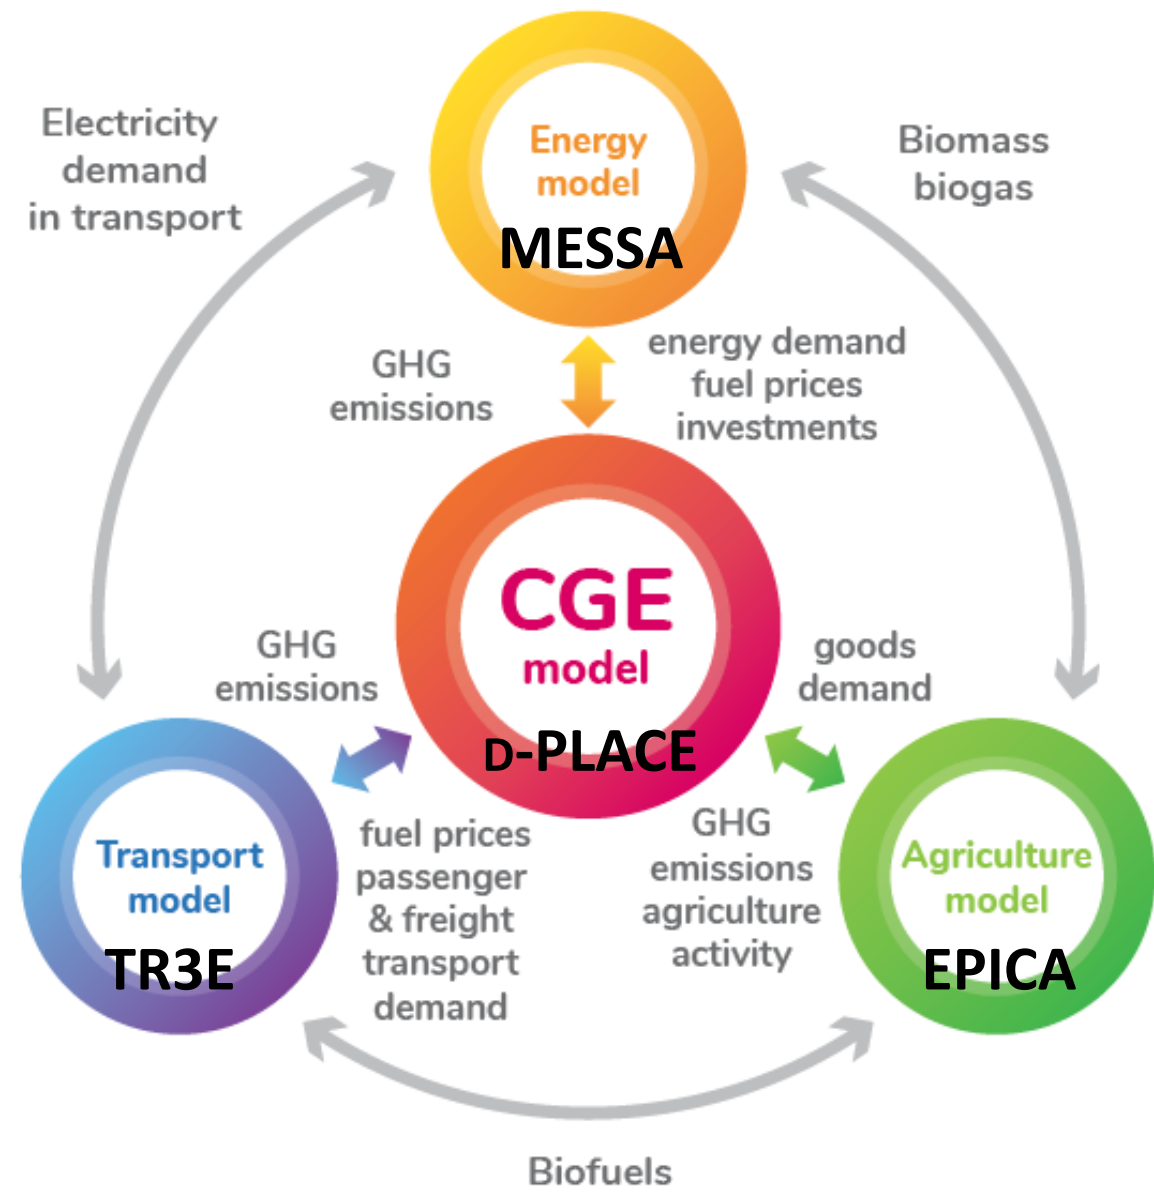 Electricity
demand
in transport
Energy
model
MESSA
Biomass
biogas
GHG
emissions
energy demand
fuel prices
investments
CGE
model
D-PLACE
GHG
emissions
goods
demand
Transport
model
TR3E
fuel prices
passenger
& freight
transport
demand
GHG
emissions
agriculture
activity
Agriculture
model
EPICA
Biofuels